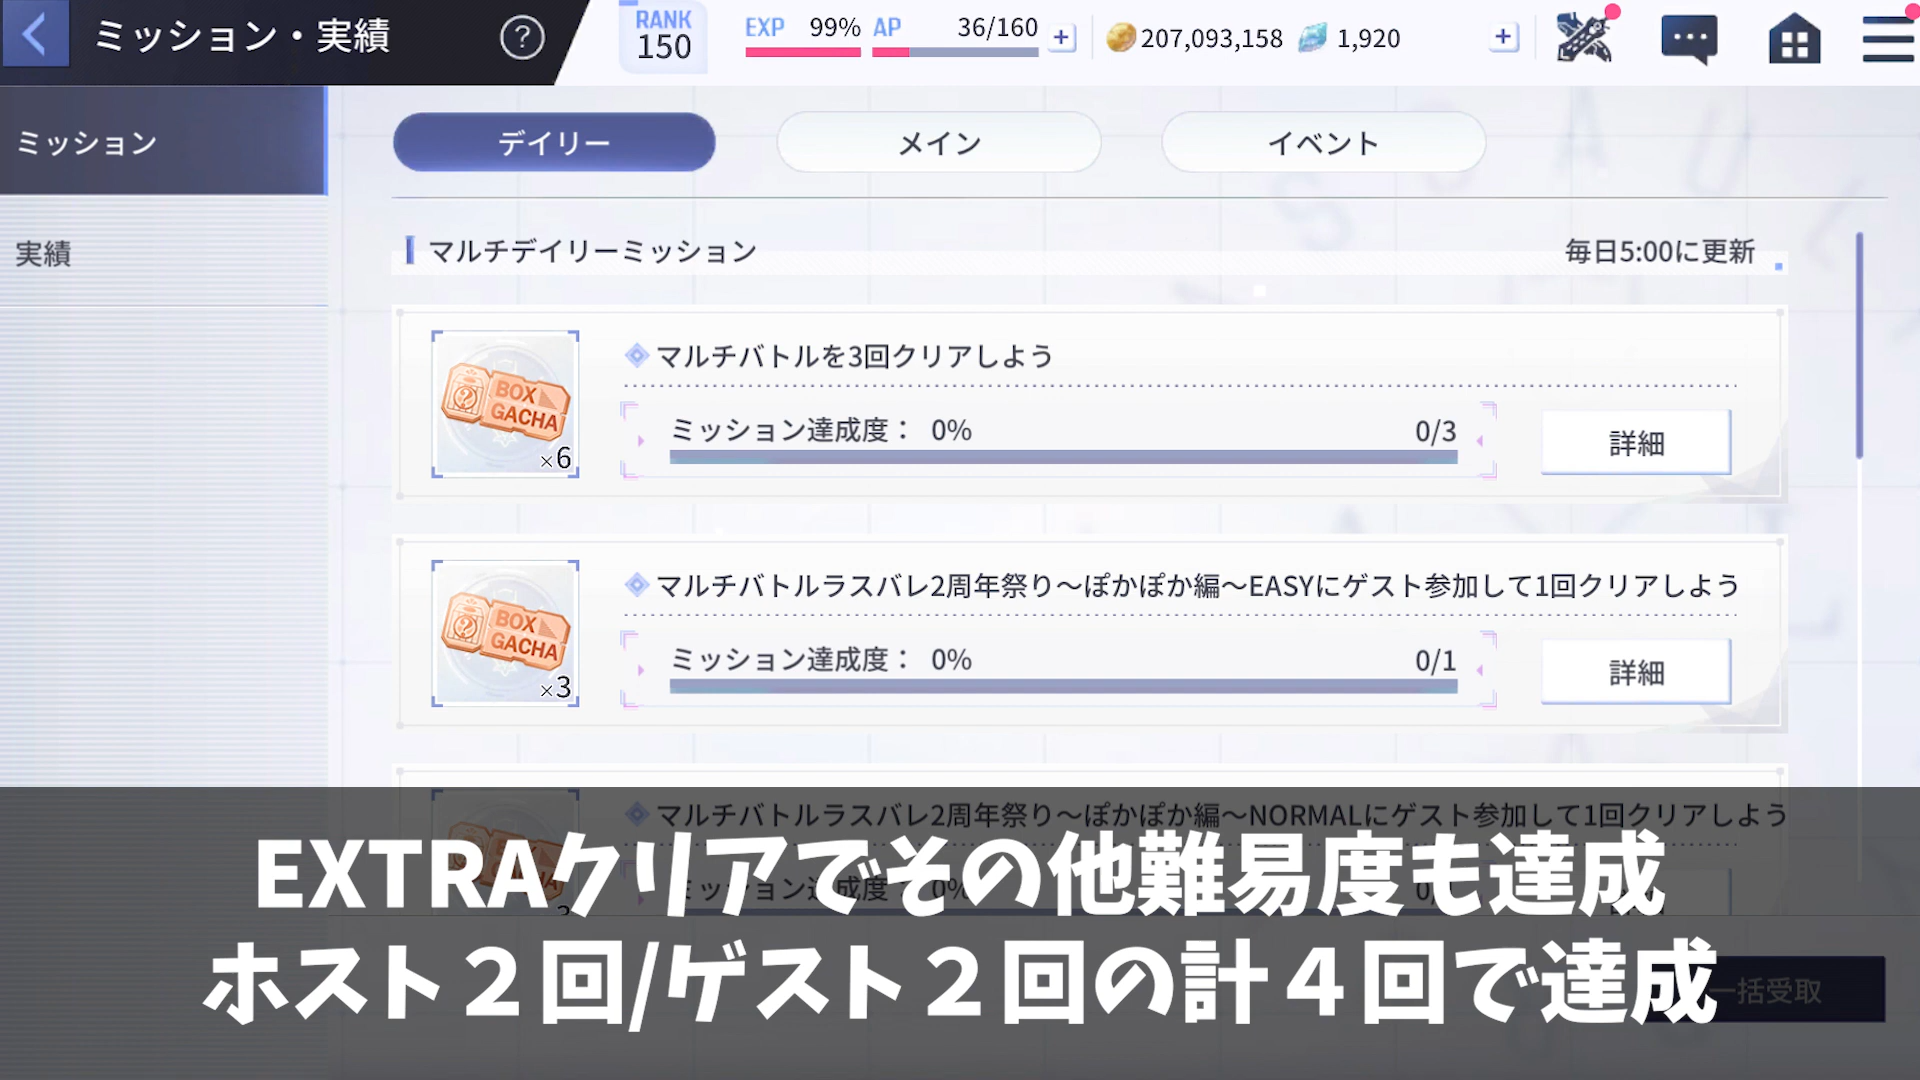 ミッション・実績
?
RANK
150
EXP 99%
AP 36/160
207,093,158
1,920
ミッション
実績
デイリー
メイン
イベント
マルチデイリーミッション
毎日5:00に更新
マルチバトルを3回クリアしよう
BOX
GACHA
×6
ミッション達成度： 0%
0/3
詳細
マルチバトルラスバレ2周年祭り～ぽかぽか編～EASYにゲスト参加して1回クリアしよう
BOX
GACHA
×3
ミッション達成度： 0%
0/1
詳細
マルチバトルラスバレ2周年祭り～ぽかぽか編～NORMALにゲスト参加して1回クリアしよう
EXTRAクリアでその他難易度も達成
ホスト２回/ゲスト２回の計４回で達成
一括受取